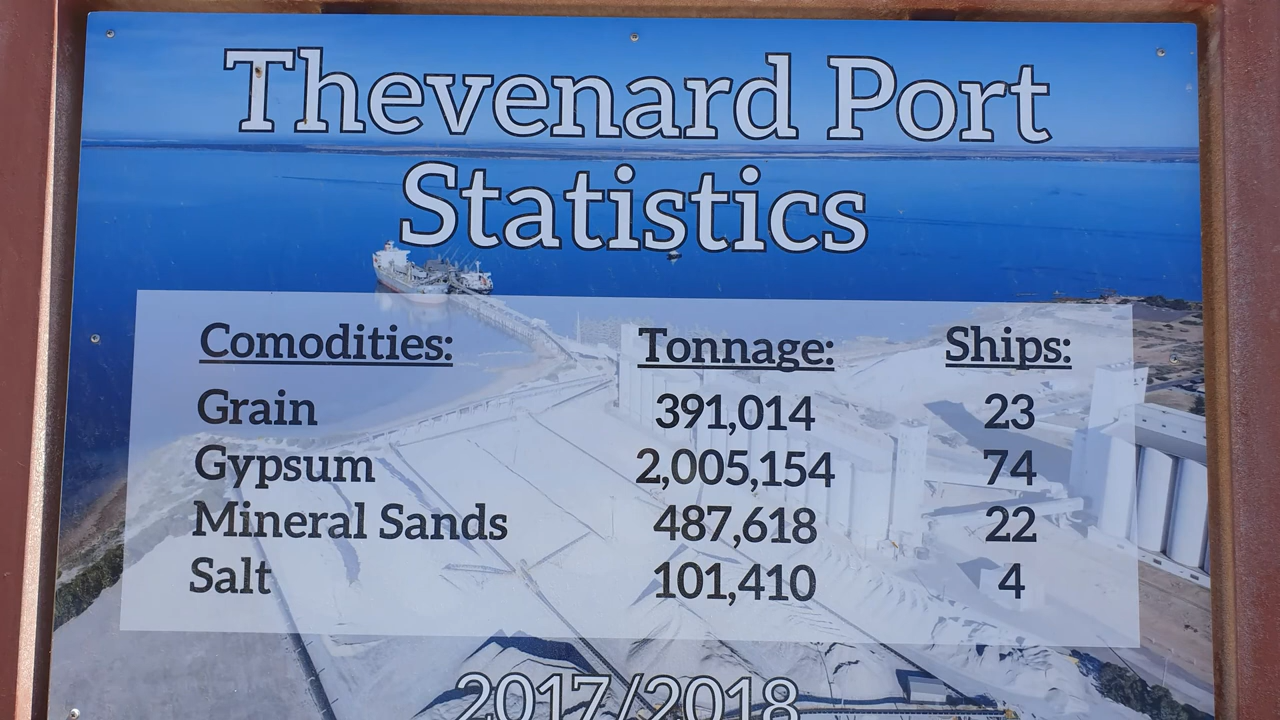 Thevenard Port
Statistics
Comodities: Tonnage: Ships:
Grain 391,014 23
Gypsum 2,005,154 74
Mineral Sands 487,618 22
Salt 101,410 4
2017/2018